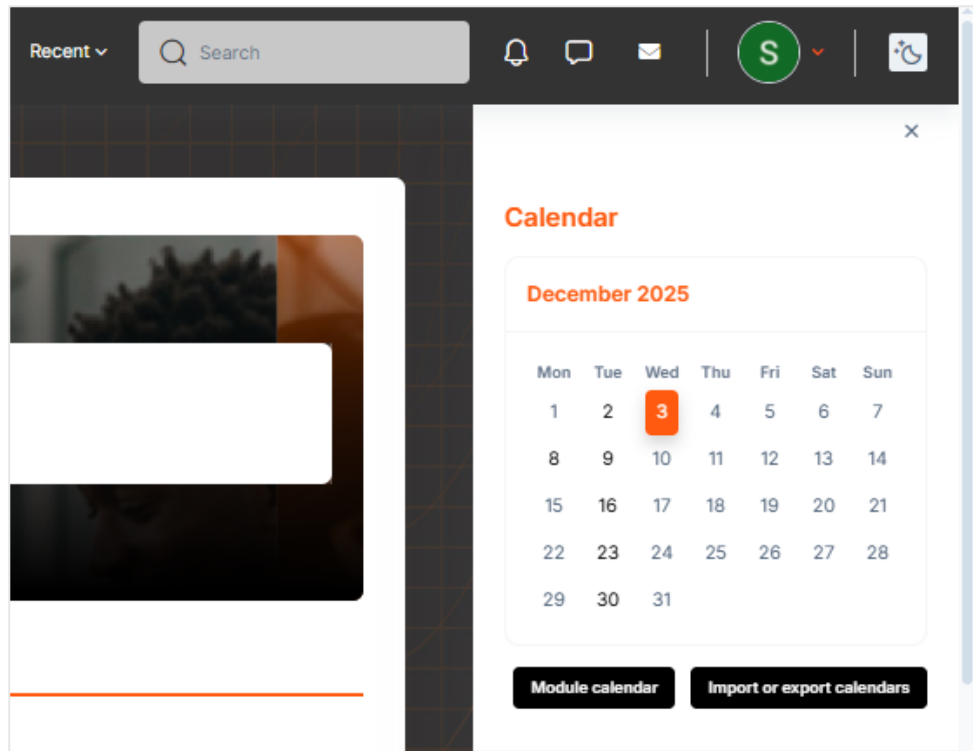 Recent
Search
S
Calendar
December 2025
Mon Tue Wed Thu Fri Sat Sun
1 2 3 4 5 6 7
8 9 10 11 12 13 14
15 16 17 18 19 20 21
22 23 24 25 26 27 28
29 30 31
Module calendar Import or export calendars